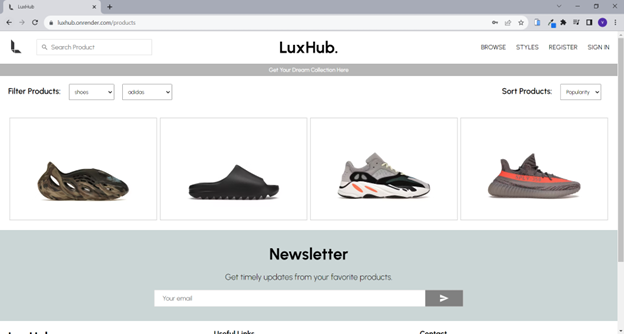 LuxHub
luxhub.onrender.com/products
Search Product
LuxHub.
BROWSE STYLES REGISTER SIGN IN
Get Your Dream Collection Here
Filter Products: shoes adidas Sort Products: Popularity
Newsletter
Get timely updates from your favorite products.
Your email
LuxHub Useful Links Contact